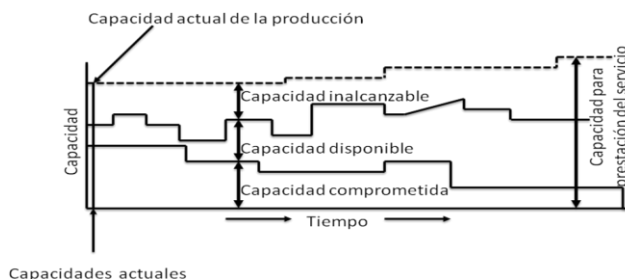 Capacidad actual de la producción
Capacidad
Capacidad inalcanzable
Capacidad disponible
Capacidad comprometida
Capacidad para
prestación del servicio
Tiempo
Capacidades actuales